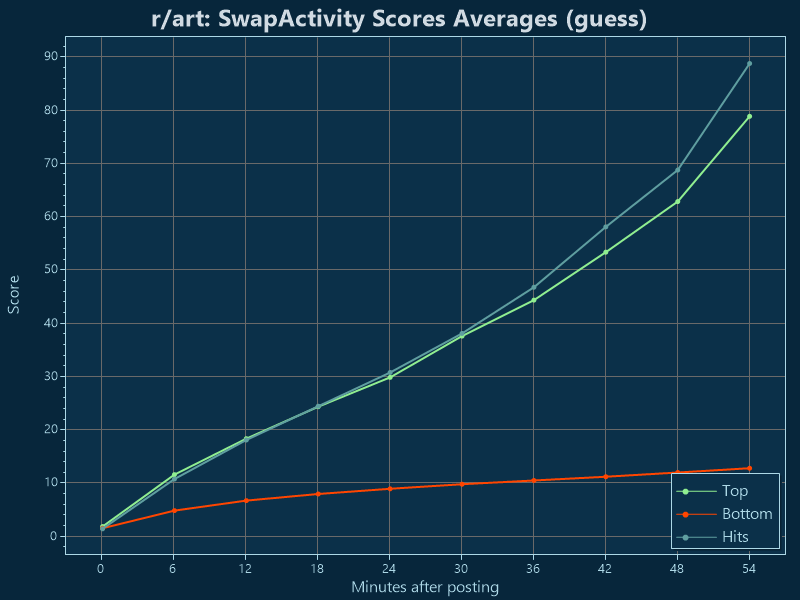 r/art: SwapActivity Scores Averages (guess)
90
80
70
60
50
40
30
20
10
0
Score
0 6 12 18 24 30 36 42 48 54
Minutes after posting
Top
Bottom
Hits